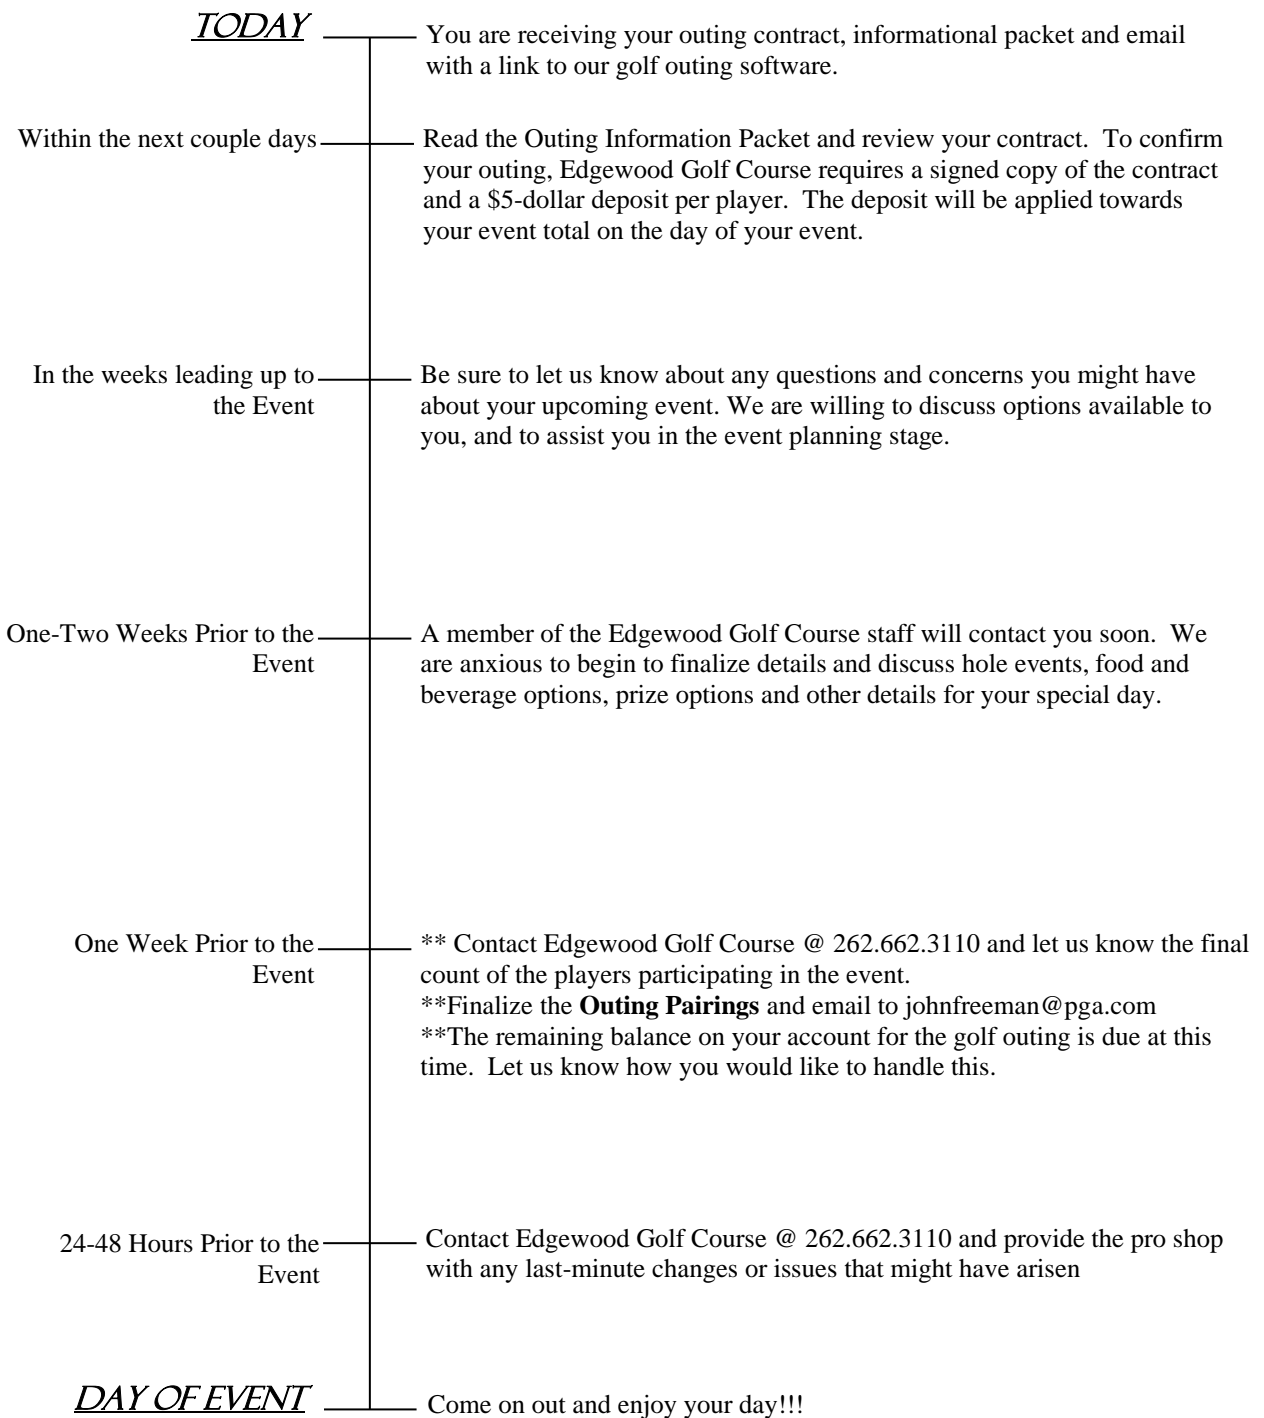 TODAY
You are receiving your outing contract, informational packet and email
with a link to our golf outing software.
Within the next couple days
Read the Outing Information Packet and review your contract.  To confirm
your outing, Edgewood Golf Course requires a signed copy of the contract
and a $5-dollar deposit per player.  The deposit will be applied towards
your event total on the day of your event.
In the weeks leading up to
the Event
Be sure to let us know about any questions and concerns you might have
about your upcoming event. We are willing to discuss options available to
you, and to assist you in the event planning stage.
One-Two Weeks Prior to the
Event
A member of the Edgewood Golf Course staff will contact you soon.  We
are anxious to begin to finalize details and discuss hole events, food and
beverage options, prize options and other details for your special day.
One Week Prior to the
Event
** Contact Edgewood Golf Course @ 262.662.3110 and let us know the final
count of the players participating in the event.
**Finalize the Outing Pairings and email to johnfreeman@pga.com
**The remaining balance on your account for the golf outing is due at this
time.  Let us know how you would like to handle this.
24-48 Hours Prior to the
Event
Contact Edgewood Golf Course @ 262.662.3110 and provide the pro shop
with any last-minute changes or issues that might have arisen
DAY OF EVENT
Come on out and enjoy your day!!!